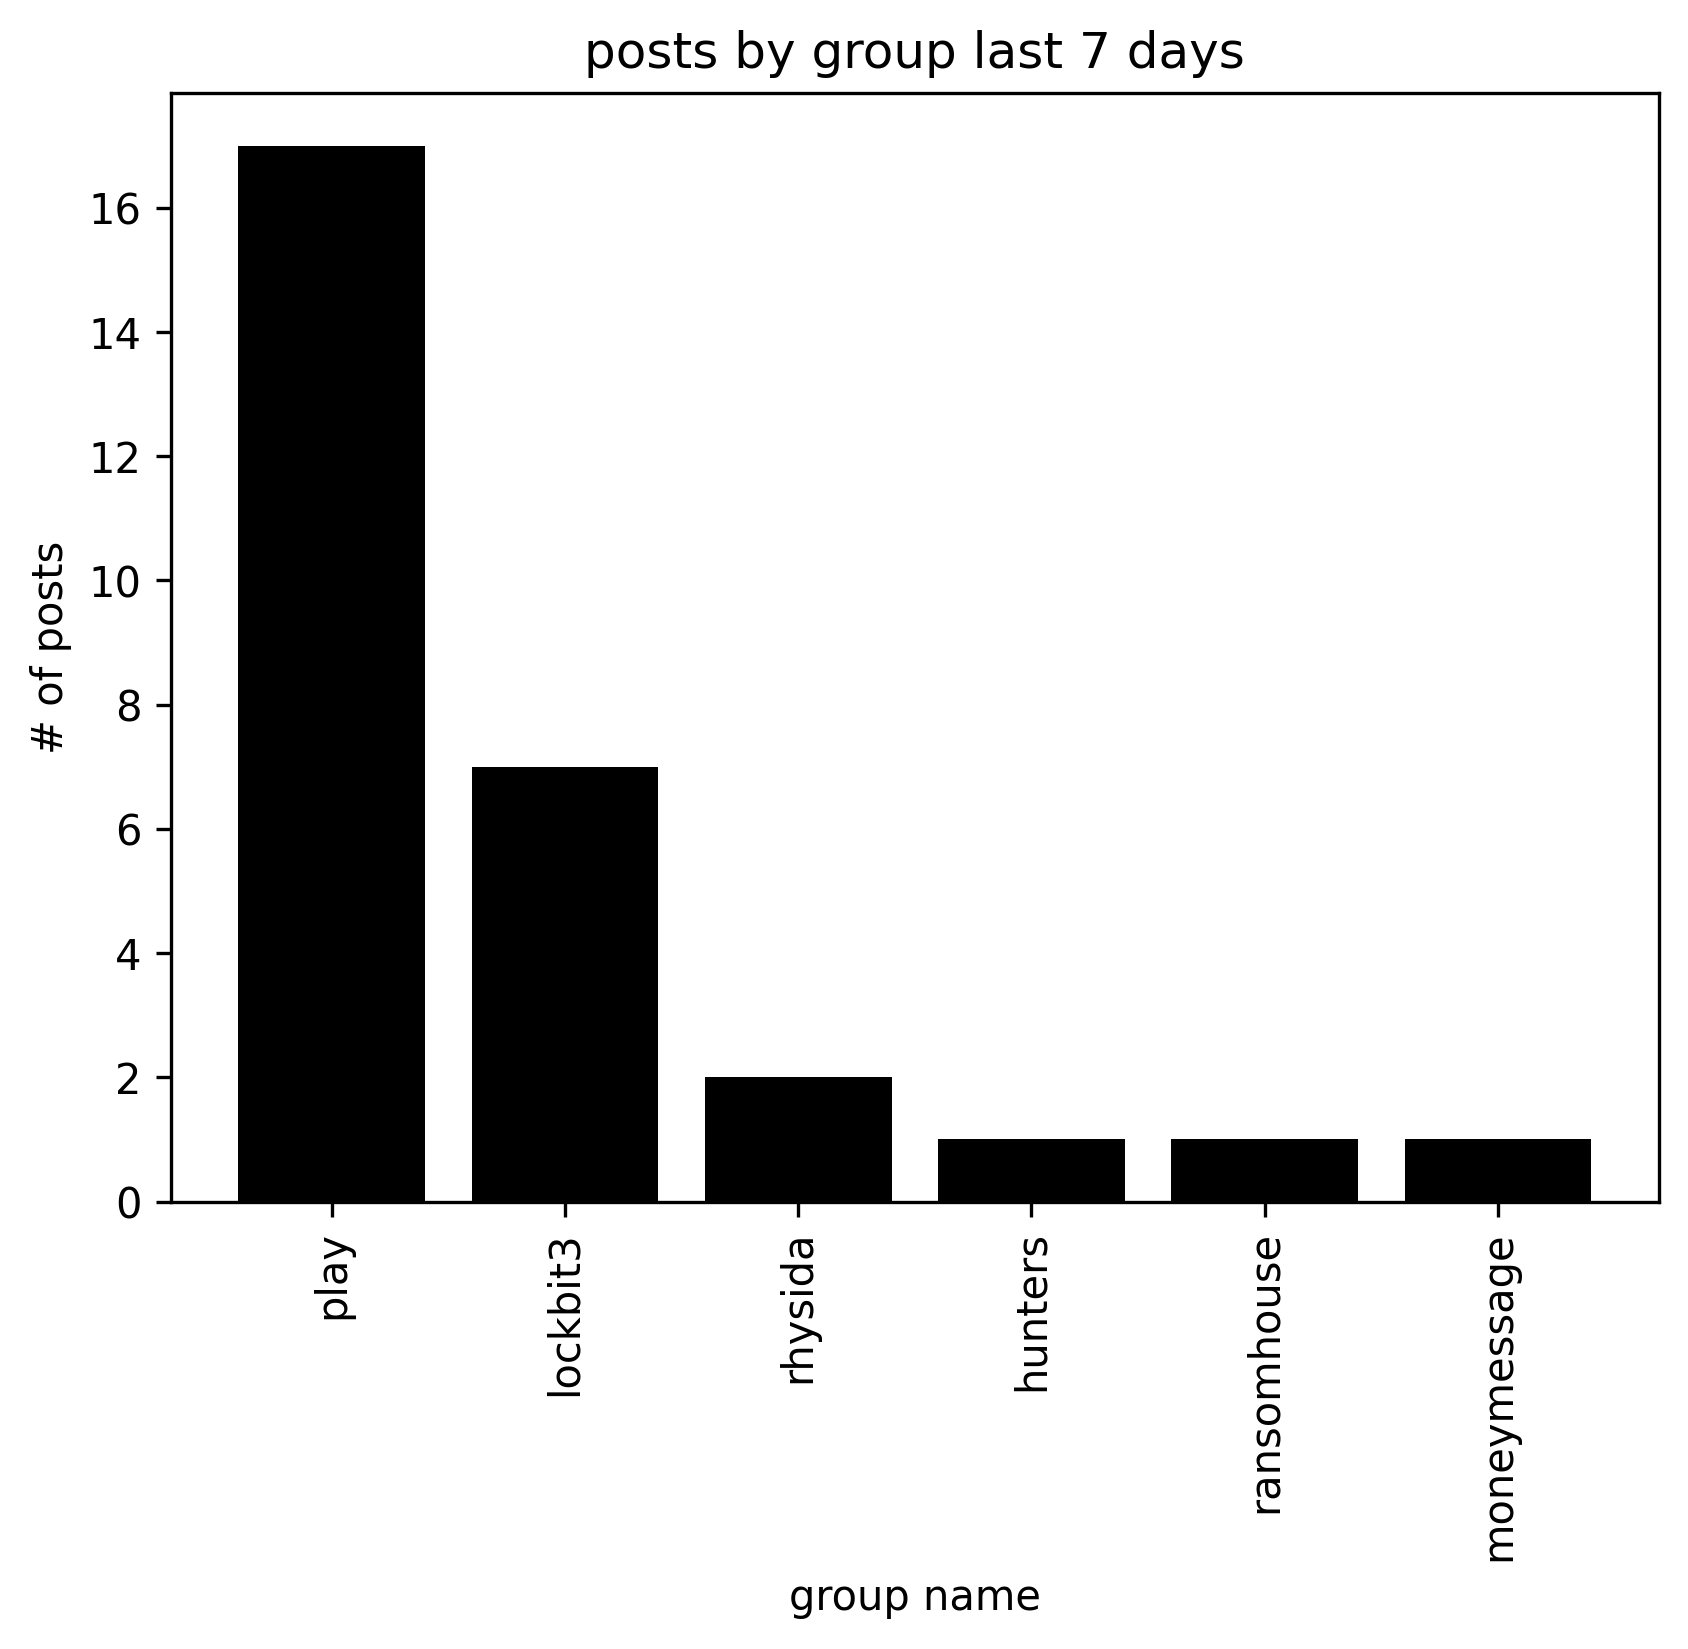 posts by group last 7 days
# of posts
16
14
12
10
8
6
4
2
0
play
lockbit3
rhysida
hunters
ransomhouse
moneymessage
group name